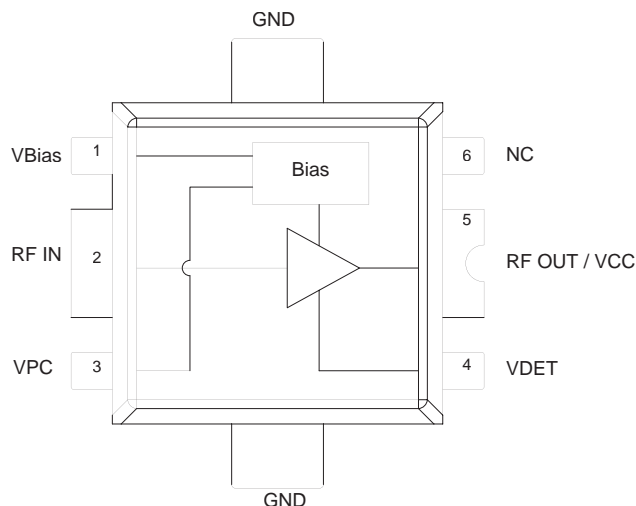 GND
VBias 1
Bias
6 NC
RF IN 2
5
RF OUT / VCC
VPC 3
4 VDET
GND